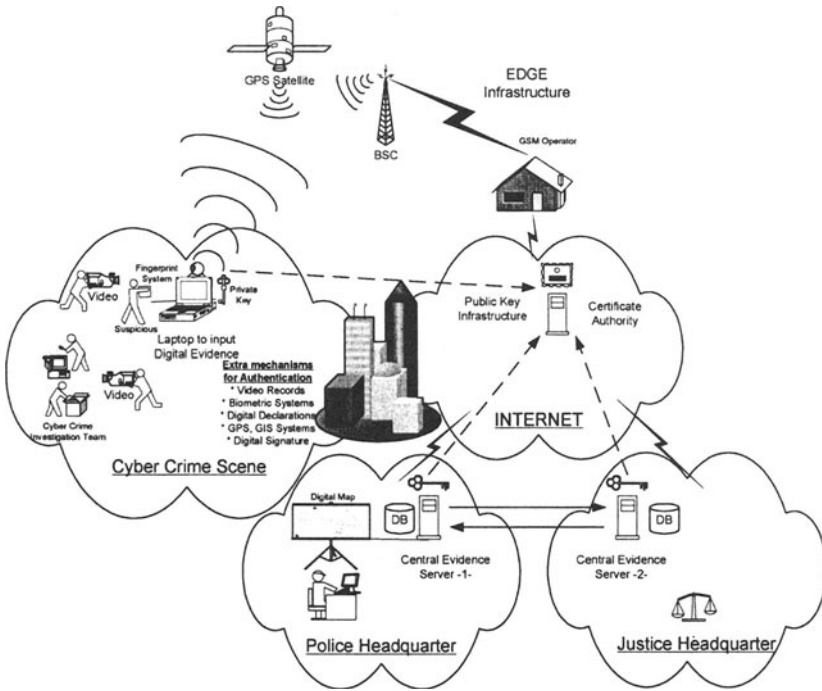 GPS Satellite
BSC
EDGE
Infrastructure
GSM Operator
Fingerprint
System
Video
Suspicious
Private
Key
Laptop to input
Digital Evidence
Extra mechanisms
for Authentication
* Video Records
* Biometric Systems
* Digital Declarations
* GPS, GIS Systems
* Digital Signature
Video
Cyber Crime
Investigation Team
Cyber Crime Scene
Public Key
Infrastructure
Certificate
Authority
INTERNET
Digital Map
DB
Central Evidence
Server -1-
Police Headquarter
DB
Central Evidence
Server -2-
Justice Headquarter